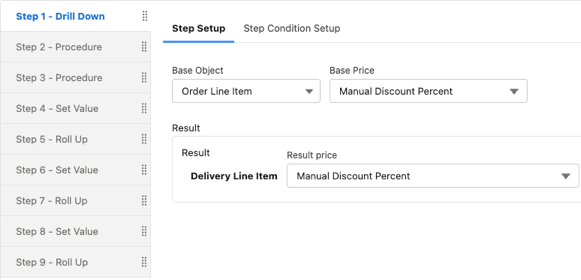 Step 1 - Drill Down
Step 2 - Procedure
Step 3 - Procedure
Step 4 - Set Value
Step 5 - Roll Up
Step 6 - Set Value
Step 7 - Roll Up
Step 8 - Set Value
Step 9 - Roll Up
Step Setup Step Condition Setup
Base Object Base Price
Order Line Item Manual Discount Percent
Result
Result Result price
Delivery Line Item Manual Discount Percent